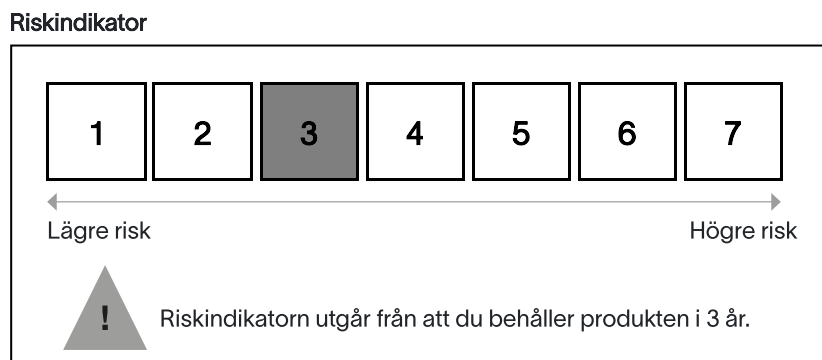 Riskindikator
1 2 3 4 5 6 7
Lägre risk Högre risk
! Riskindikatorn utgår från att du behåller produkten i 3 år.